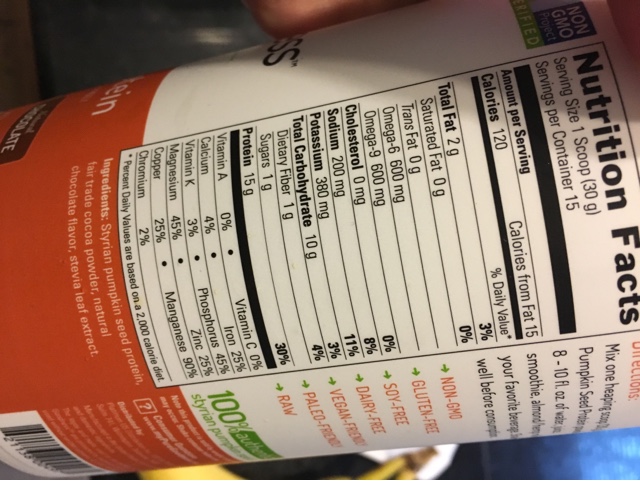 NON
GMO
Project
VERIFIED
Nutrition Facts
Serving Size 1 Scoop (30 g)
Servings per Container 15
Amount per Serving
Calories 120 Calories from Fat 15
% Daily Value*
Total Fat 2 g 3%
Saturated Fat 0 g 0%
Trans Fat 0 g
Omega-6 600 mg
Omega-9 600 mg
Cholesterol 0 mg 0%
Sodium 200 mg 8%
Potassium 380 mg 11%
Total Carbohydrate 10 g 3%
Dietary Fiber 1 g 4%
Sugars 1 g
Protein 15 g 30%
Vitamin A 0% • Vitamin C 0%
Calcium 4% • Iron 25%
Vitamin K 3% • Phosphorus 45%
Magnesium 45% • Zinc 25%
Copper 25% • Manganese 90%
Chromium 2%
* Percent Daily Values are based on a 2,000 calorie diet.
Ingredients: Styrian pumpkin seed protein,
fair trade cocoa powder, natural
chocolate flavor, stevia leaf extract.
Mix one heaping
Pumpkin Seed Protein
8 - 10 fl. oz. of water,
smoothie, almond
your favorite beverage.
well before
→ NON-GMO
→ GLUTEN-FREE
→ SOY-FREE
→ DAIRY-FREE
→ VEGAN-FRIENDLY
→ PALEO-FRIENDLY
→ RAW
100%
styrian